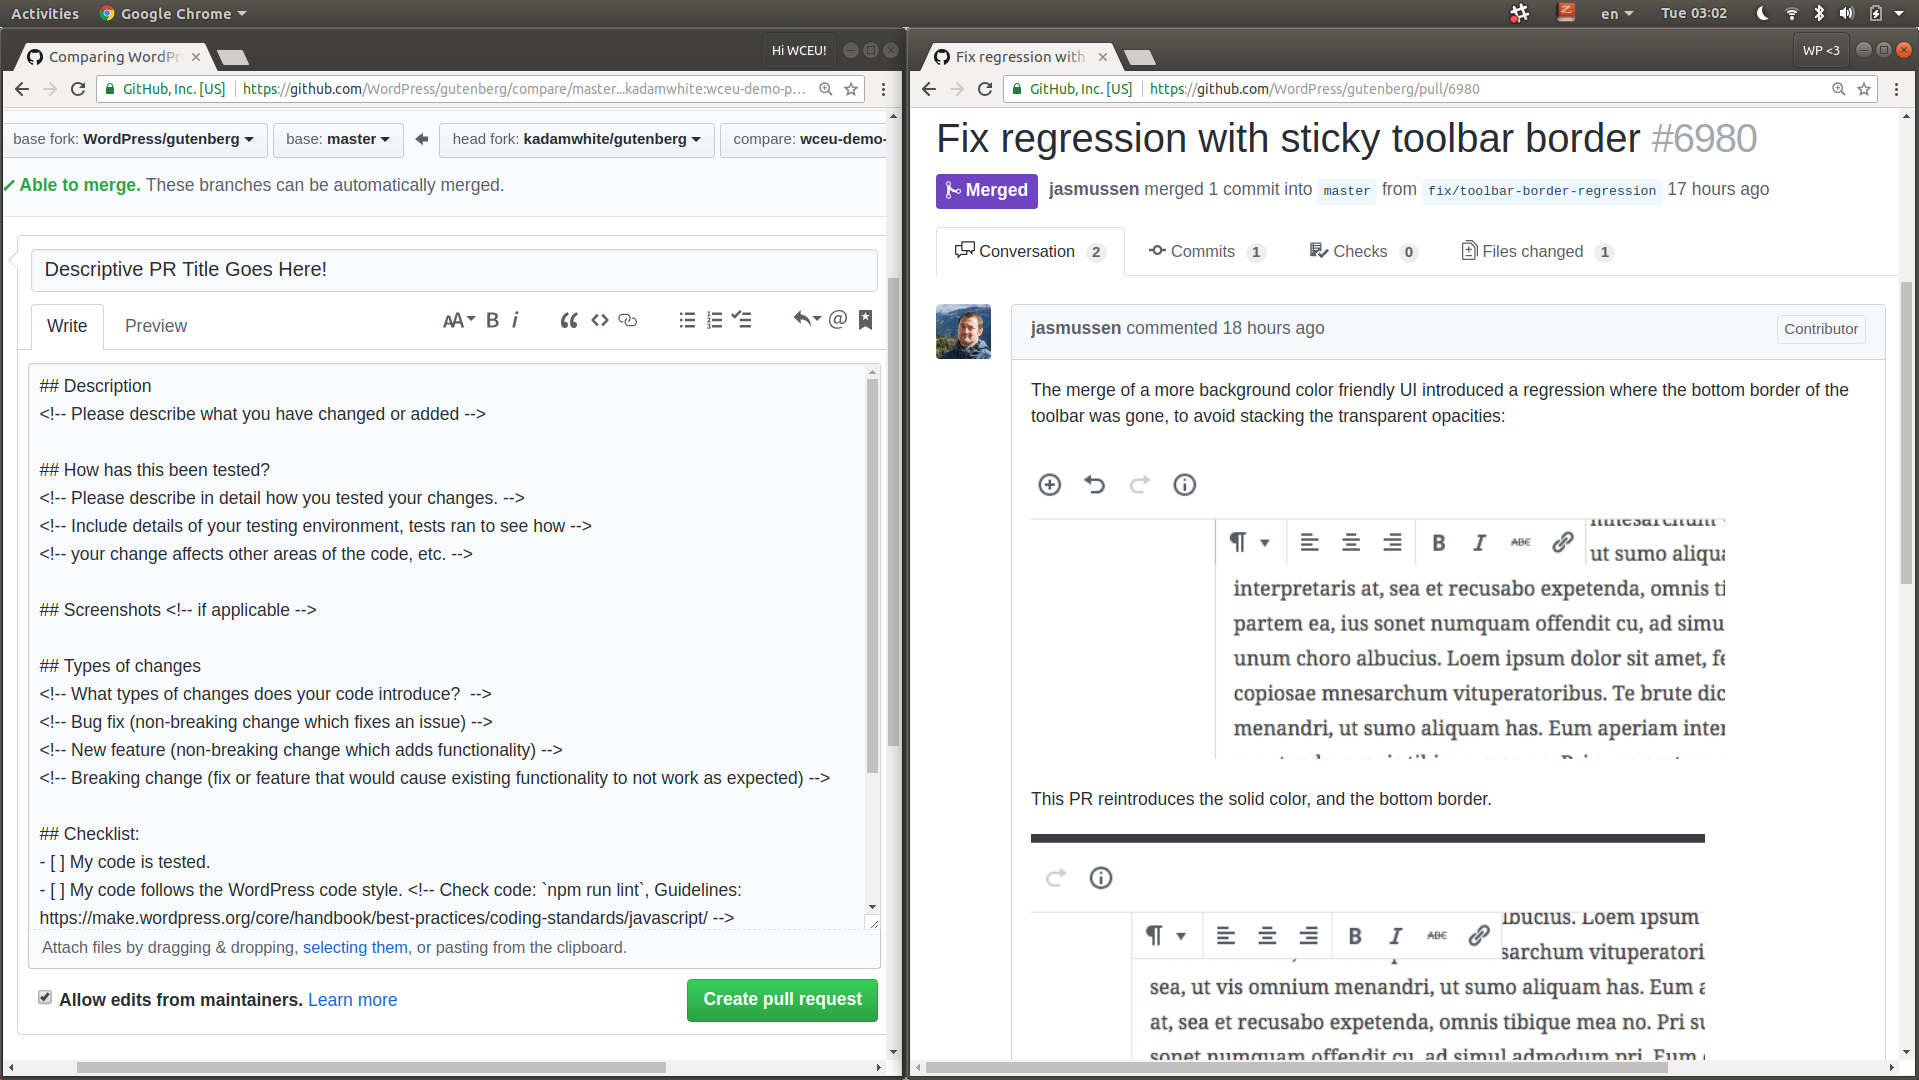 Activities
Google Chrome
en
Tue 03:02
Comparing WordPr
Hi WCEU!
GitHub, Inc. [US]
https://github.com/WordPress/gutenberg/compare/master...kadamwhite:wceu-demo-p...
base fork: WordPress/gutenberg
base: master
head fork: kadamwhite/gutenberg
compare: wceu-demo-
Able to merge. These branches can be automatically merged.
Descriptive PR Title Goes Here!
Write
Preview
AA B i
## Description
<!-- Please describe what you have changed or added -->
## How has this been tested?
<!-- Please describe in detail how you tested your changes. -->
<!-- Include details of your testing environment, tests ran to see how -->
<!-- your change affects other areas of the code, etc. -->
## Screenshots <!-- if applicable -->
## Types of changes
<!-- What types of changes does your code introduce?  -->
<!-- Bug fix (non-breaking change which fixes an issue) -->
<!-- New feature (non-breaking change which adds functionality) -->
<!-- Breaking change (fix or feature that would cause existing functionality to not work as expected) -->
## Checklist:
- [ ] My code is tested.
- [ ] My code follows the WordPress code style. <!-- Check code: `npm run lint`, Guidelines:
https://make.wordpress.org/core/handbook/best-practices/coding-standards/javascript/ -->
Attach files by dragging & dropping, selecting them, or pasting from the clipboard.
Allow edits from maintainers. Learn more
Create pull request
Fix regression with
WP <3
GitHub, Inc. [US]
https://github.com/WordPress/gutenberg/pull/6980
Fix regression with sticky toolbar border #6980
Merged
jasmussen merged 1 commit into master from fix/toolbar-border-regression 17 hours ago
Conversation 2
Commits 1
Checks 0
Files changed 1
jasmussen commented 18 hours ago
Contributor
The merge of a more background color friendly UI introduced a regression where the bottom border of the
toolbar was gone, to avoid stacking the transparent opacities:
mnesarchum
B I ABC
ut sumo aliqua
interpretaris at, sea et recusabo expetenda, omnis ti
partem ea, ius sonet numquam offendit cu, ad simu
unum choro albucius. Loem ipsum dolor sit amet, fe
copiosae mnesarchum vituperatoribus. Te brute dic
menandri, ut sumo aliquam has. Eum aperiam inter
This PR reintroduces the solid color, and the bottom border.
lbucius. Loem ipsum
B I ABC
sarchum vituperatori
sea, ut vis omnium menandri, ut sumo aliquam has. Eum a
at, sea et recusabo expetenda, omnis tibique mea no. Pri su
sonet numquam offendit cu, ad simul admodum pri. Eum